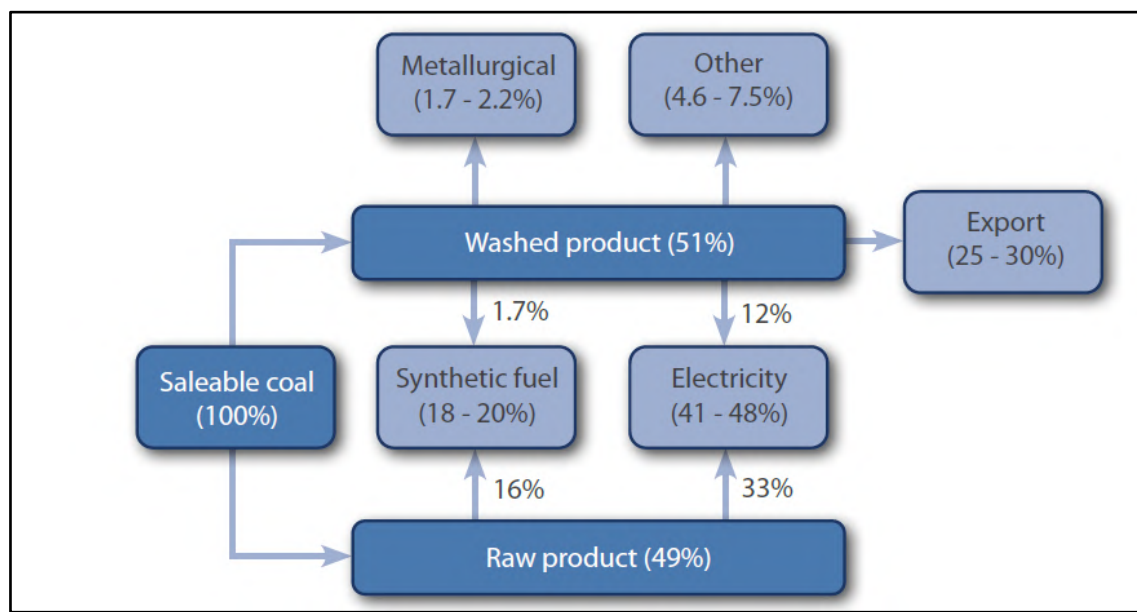 Metallurgical
(1.7 - 2.2%)
Other
(4.6 - 7.5%)
Washed product (51%)
Export
(25 - 30%)
1.7%
12%
Saleable coal
(100%)
Synthetic fuel
(18 - 20%)
Electricity
(41 - 48%)
16%
33%
Raw product (49%)